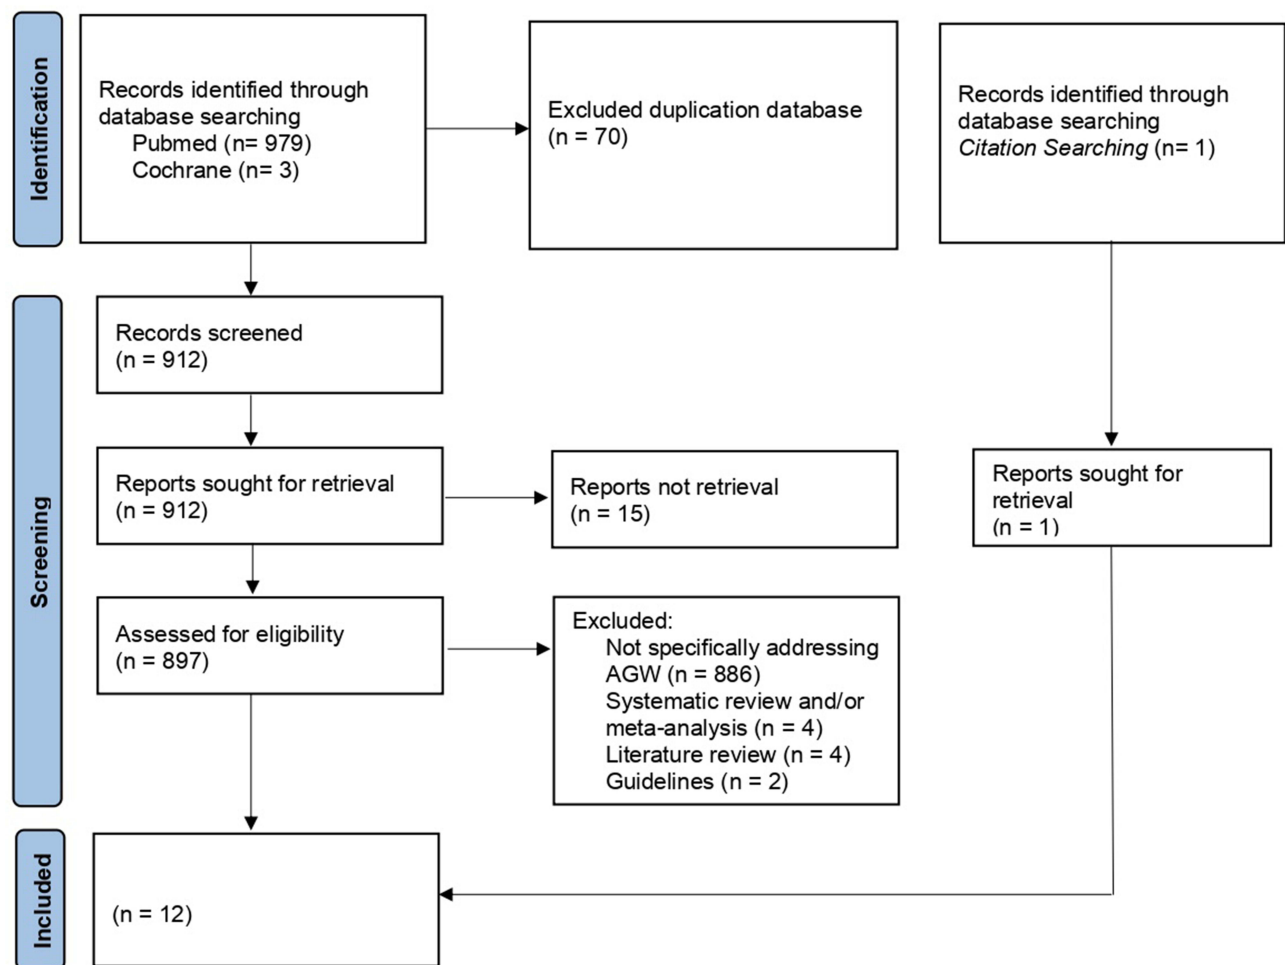 Identification
Records identified through
database searching
Pubmed (n= 979)
Cochrane (n= 3)
Excluded duplication database
(n = 70)
Records identified through
database searching
Citation Searching (n= 1)
Screening
Records screened
(n = 912)
Reports sought for retrieval
(n = 912)
Reports not retrieval
(n = 15)
Reports sought for
retrieval
(n = 1)
Assessed for eligibility
(n = 897)
Excluded:
Not specifically addressing
AGW (n = 886)
Systematic review and/or
meta-analysis (n = 4)
Literature review (n = 4)
Guidelines (n = 2)
Included
(n = 12)